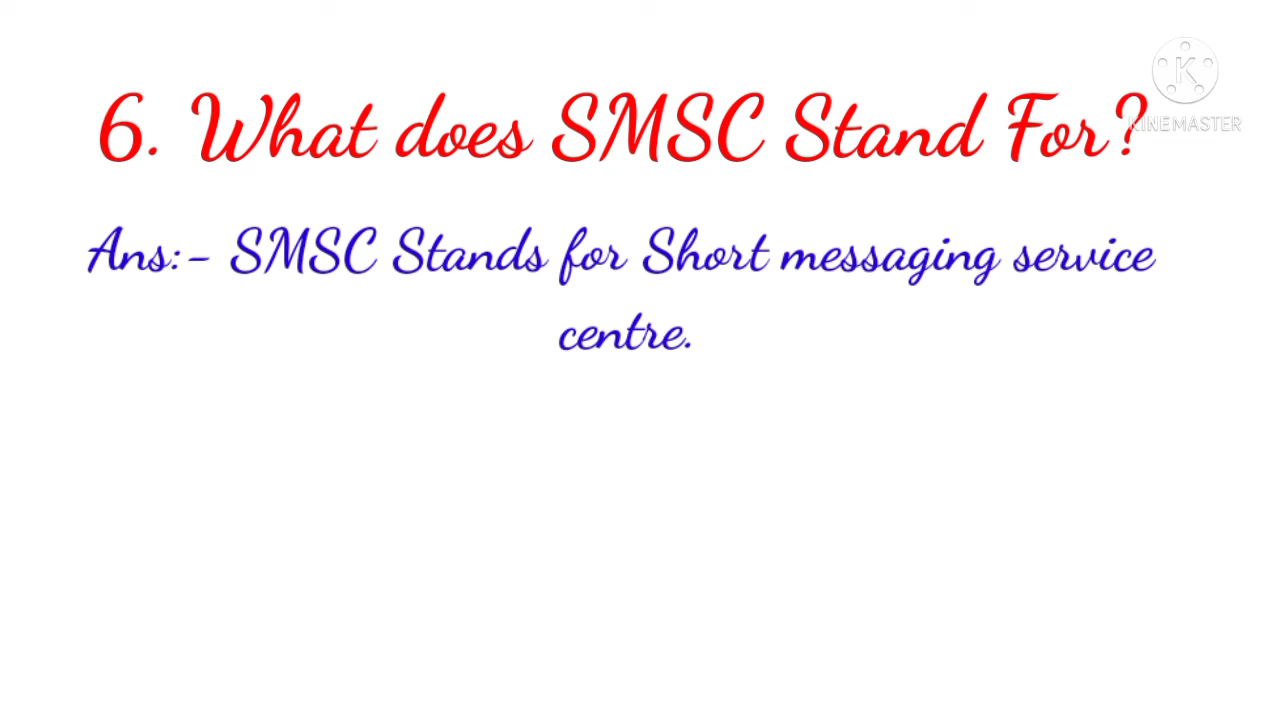 6. What does SMSC Stand For?
KINEMASTER
Ans:- SMSC Stands for Short messaging service
centre.